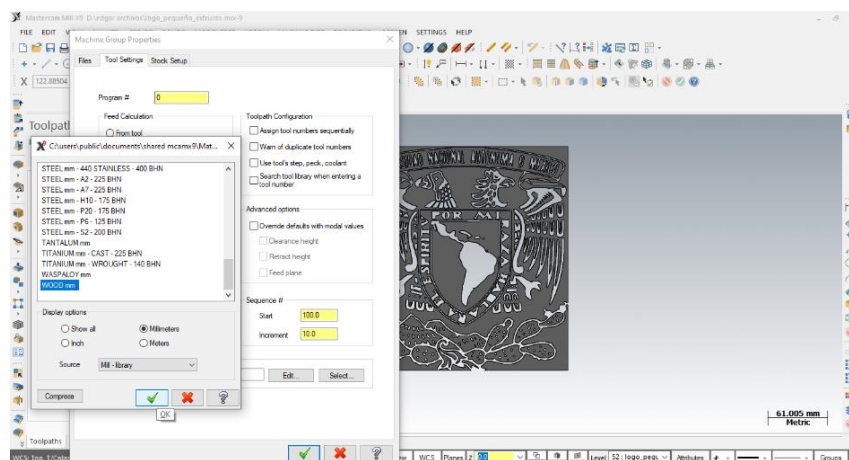 Mastercam Mill X9 D:\edgar archivos\logo_pequeña_extrusto.mcx-9
FILE EDIT
SCREEN SETTINGS HELP
Machine Group Properties
Files Tool Settings Stock Setup
X 122.88504
Program # 0
Feed Calculation
From tool
Toolpath Configuration
Assign tool numbers sequentially
Warn of duplicate tool numbers
Use tool's step, peck, coolant
Search tool library when entering a
tool number
Advanced options
Override defaults with modal values
Clearance height
Retract height
Feed plane
Sequence #
Start 100.0
Increment 10.0
Edit... Select...
Toolpat
C:\users\public\documents\shared mcamx9\Mat...
STEEL mm - 440 STAINLESS - 400 BHN
STEEL mm - A2 - 225 BHN
STEEL mm - A7 - 225 BHN
STEEL mm - H10 - 175 BHN
STEEL mm - P20 - 175 BHN
STEEL mm - P6 - 125 BHN
STEEL mm - S2 - 200 BHN
TANTALUM mm
TITANIUM mm - CAST - 225 BHN
TITANIUM mm - WROUGHT - 140 BHN
WASPALOY mm
WOOD mm
Display options
Show all
Millimeters
Inch
Meters
Source Mill - library
Compress
OK
POR MI
ESPIRITU
61.005 mm
Metric
Toolpaths
WCS Planes Z 0.0 Level 52 : logo_pequ Attributes Groups